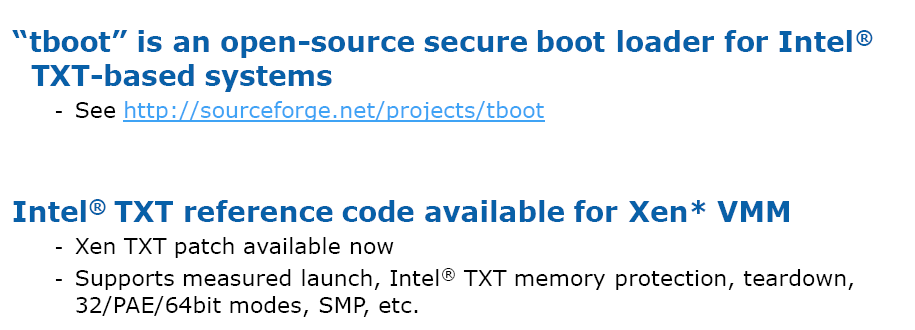 “tboot” is an open-source secure boot loader for Intel®
TXT-based systems
- See http://sourceforge.net/projects/tboot
Intel® TXT reference code available for Xen* VMM
- Xen TXT patch available now
- Supports measured launch, Intel® TXT memory protection, teardown,
32/PAE/64bit modes, SMP, etc.